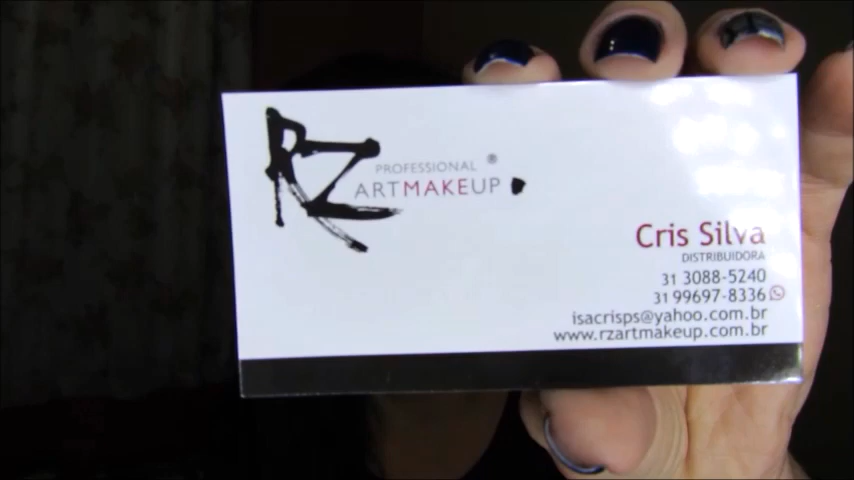 RZ
PROFESSIONAL ®
ARTMAKEUP
Cris Silva
DISTRIBUIDORA
31 3088-5240
31 99697-8336
isacrisps@yahoo.com.br
www.rzartmakeup.com.br